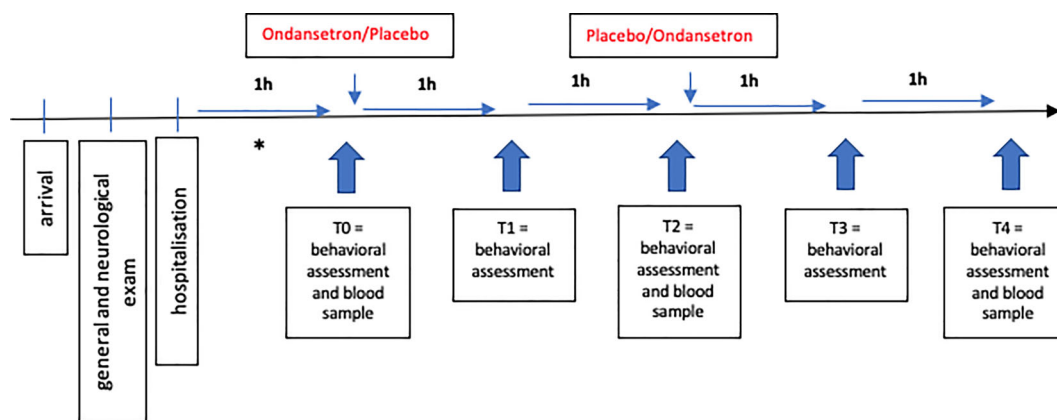 Ondansetron/Placebo
Placebo/Ondansetron
1h
1h
1h
1h
1h
*
arrival
general and neurological
exam
hospitalisation
T0 =
behavioral
assessment
and blood
sample
T1 =
behavioral
assessment
T2 =
behavioral
assessment
and blood
sample
T3 =
behavioral
assessment
T4 =
behavioral
assessment
and blood
sample